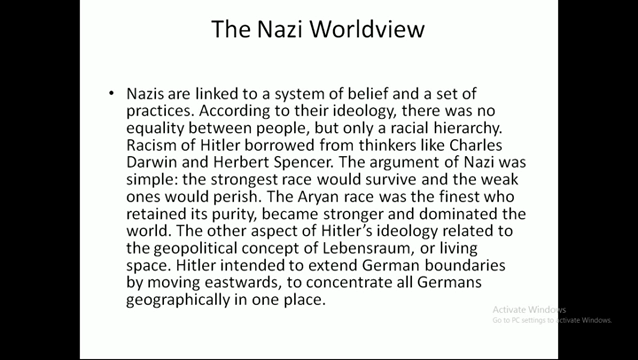 The Nazi Worldview
• Nazis are linked to a system of belief and a set of
practices. According to their ideology, there was no
equality between people, but only a racial hierarchy.
Racism of Hitler borrowed from thinkers like Charles
Darwin and Herbert Spencer. The argument of Nazi was
simple: the strongest race would survive and the weak
ones would perish. The Aryan race was the finest who
retained its purity, became stronger and dominated the
world. The other aspect of Hitler's ideology related to
the geopolitical concept of Lebensraum, or living
space. Hitler intended to extend German boundaries
by moving eastwards, to concentrate all Germans
geographically in one place.
Activate Windows
Go to PC settings to activate Windows.